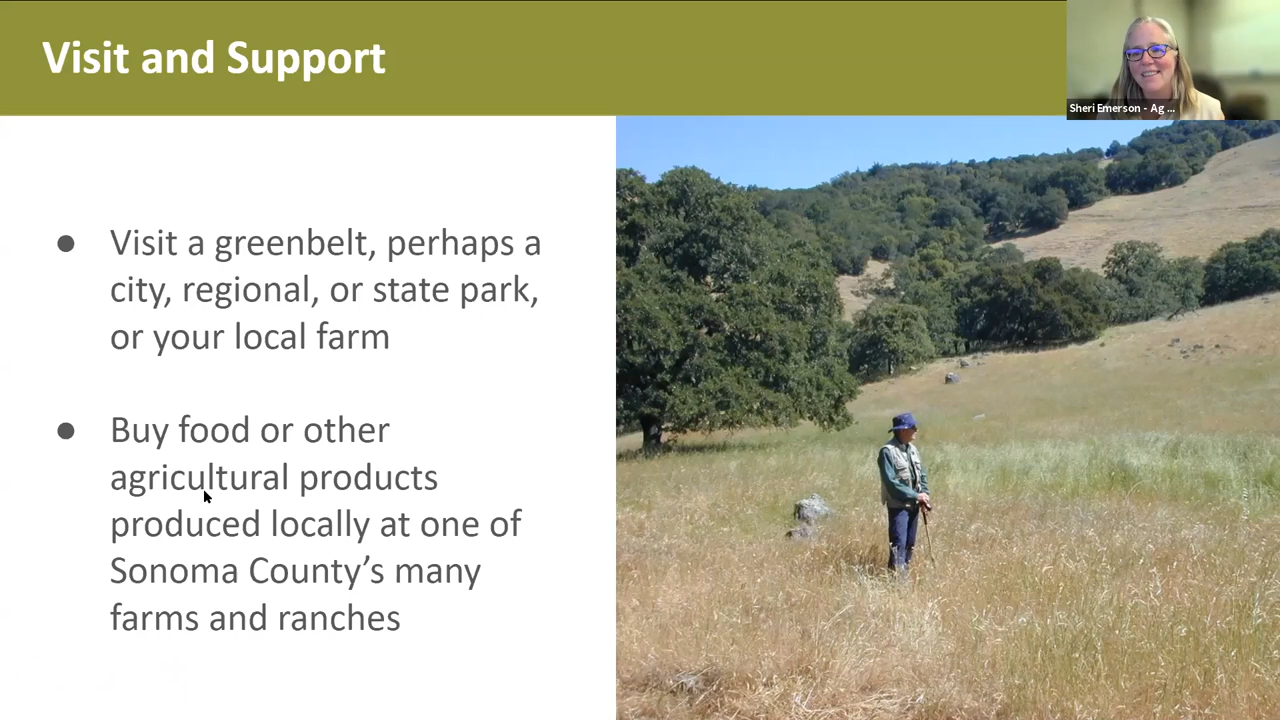 Visit and Support
Sheri Emerson - Ag ...
● Visit a greenbelt, perhaps a
city, regional, or state park,
or your local farm
● Buy food or other
agricultural products
produced locally at one of
Sonoma County’s many
farms and ranches